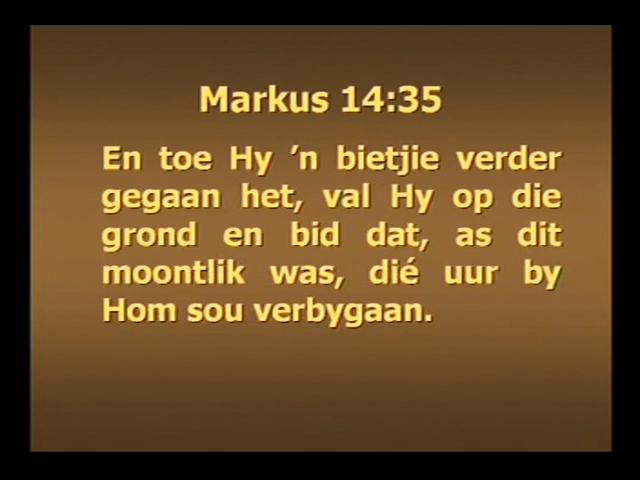 Markus 14:35
En toe Hy ’n bietjie verder
gegaan het, val Hy op die
grond en bid dat, as dit
moontlik was, dié uur by
Hom sou verbygaan.